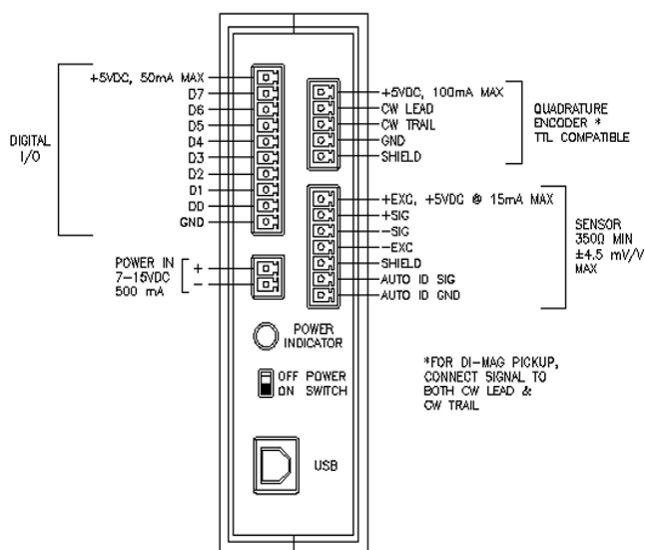 DIGITAL
I/O
+5VDC, 50mA MAX
D7
D6
D5
D4
D3
D2
D1
D0
GND
POWER IN
7-15VDC
500 mA
+
-
+5VDC, 100mA MAX
CW LEAD
CW TRAIL
GND
SHIELD
QUADRATURE
ENCODER *
TTL COMPATIBLE
+EXC, +5VDC @ 15mA MAX
+SIG
-SIG
-EXC
SHIELD
AUTO ID SIG
AUTO ID GND
SENSOR
350Ω MIN
±4.5 mV/V
MAX
POWER
INDICATOR
OFF POWER
ON SWITCH
USB
*FOR DI-MAG PICKUP,
CONNECT SIGNAL TO
BOTH CW LEAD &
CW TRAIL